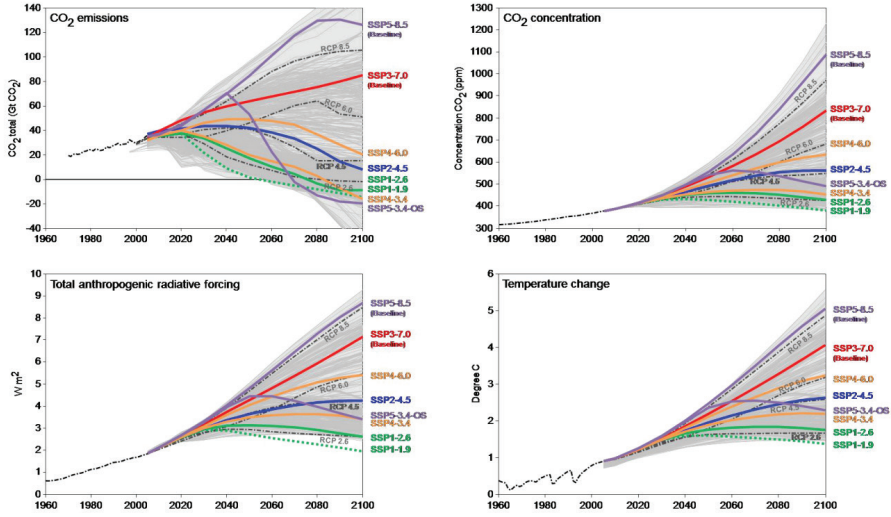 CO2 emissions
CO2 total (Gt CO2)
140
120
100
80
60
40
20
0
-20
-40
1960
1980
2000
2020
2040
2060
2080
2100
RCP 8.5
RCP 6.0
RCP 4.5
RCP 2.6
SSP5-8.5
(Baseline)
SSP3-7.0
(Baseline)
SSP4-6.0
SSP2-4.5
SSP1-2.6
SSP1-1.9
SSP4-3.4
SSP5-3.4-OS
CO2 concentration
Concentration CO2 (ppm)
1300
1200
1100
1000
900
800
700
600
500
400
300
1960
1980
2000
2020
2040
2060
2080
2100
RCP 8.5
RCP 6.0
RCP 4.5
RCP 2.6
SSP5-8.5
(Baseline)
SSP3-7.0
(Baseline)
SSP4-6.0
SSP2-4.5
SSP5-3.4-OS
SSP4-3.4
SSP1-2.6
SSP1-1.9
Total anthropogenic radiative forcing
W m2
10
9
8
7
6
5
4
3
2
1
0
1960
1980
2000
2020
2040
2060
2080
2100
RCP 8.5
RCP 6.0
RCP 4.5
RCP 2.6
SSP5-8.5
(Baseline)
SSP3-7.0
(Baseline)
SSP4-6.0
SSP2-4.5
SSP5-3.4-OS
SSP4-3.4
SSP1-2.6
SSP1-1.9
Temperature change
Degree C
6
5
4
3
2
1
0
1960
1980
2000
2020
2040
2060
2080
2100
RCP 8.5
RCP 6.0
RCP 4.5
RCP 2.6
SSP5-8.5
(Baseline)
SSP3-7.0
(Baseline)
SSP4-6.0
SSP2-4.5
SSP5-3.4-OS
SSP4-3.4
SSP1-2.6
SSP1-1.9